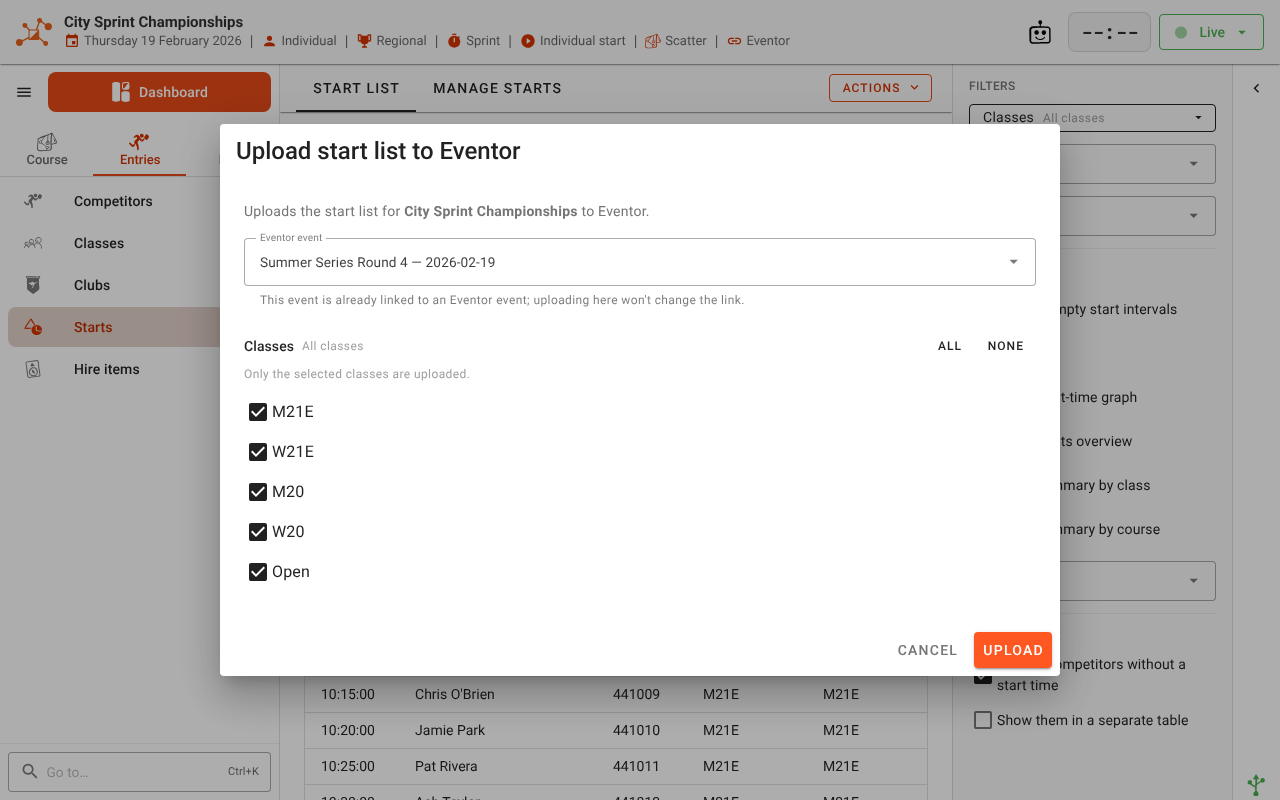 City Sprint Championships
Thursday 19 February 2026 | Individual | Regional | Sprint | Individual start | Scatter | Eventor
--:--
Live
Dashboard
START LIST
MANAGE STARTS
ACTIONS
FILTERS
Classes All classes
Course
Entries
Competitors
Classes
Clubs
Starts
Hire items
Upload start list to Eventor
Uploads the start list for City Sprint Championships to Eventor.
Eventor event
Summer Series Round 4 — 2026-02-19
This event is already linked to an Eventor event; uploading here won't change the link.
Classes All classes
ALL
NONE
Only the selected classes are uploaded.
M21E
W21E
M20
W20
Open
CANCEL
UPLOAD
mpty start intervals
t-time graph
ts overview
mmary by class
mmary by course
ompetitors without a
start time
Show them in a separate table
10:15:00 Chris O'Brien 441009 M21E M21E
10:20:00 Jamie Park 441010 M21E M21E
10:25:00 Pat Rivera 441011 M21E M21E
Go to…
Ctrl+K